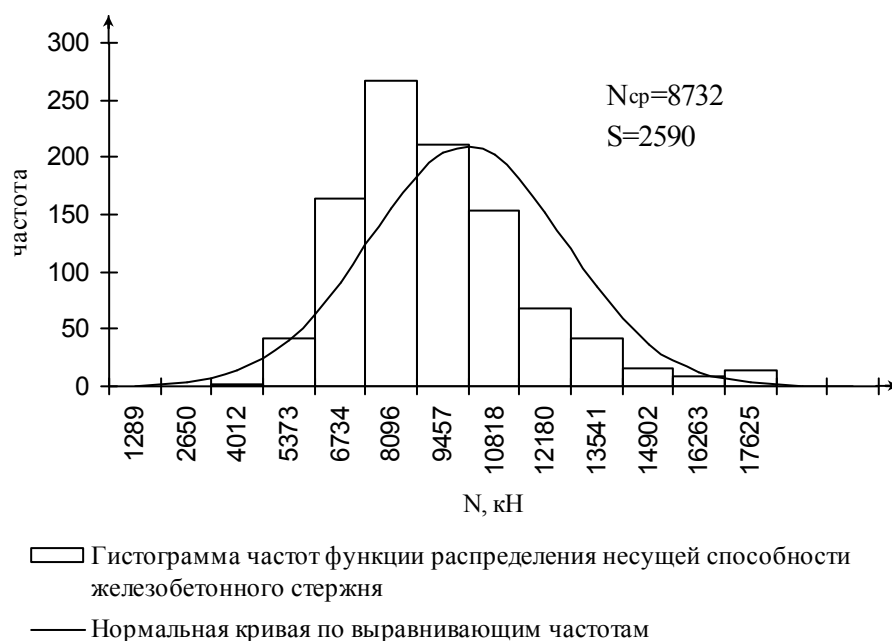 300
250
200
150
100
50
0
частота
Nср=8732
S=2590
1289
2650
4012
5373
6734
8096
9457
10818
12180
13541
14902
16263
17625
N, кН
Гистограмма частот функции распределения несущей способности
железобетонного стержня
Нормальная кривая по выравнивающим частотам